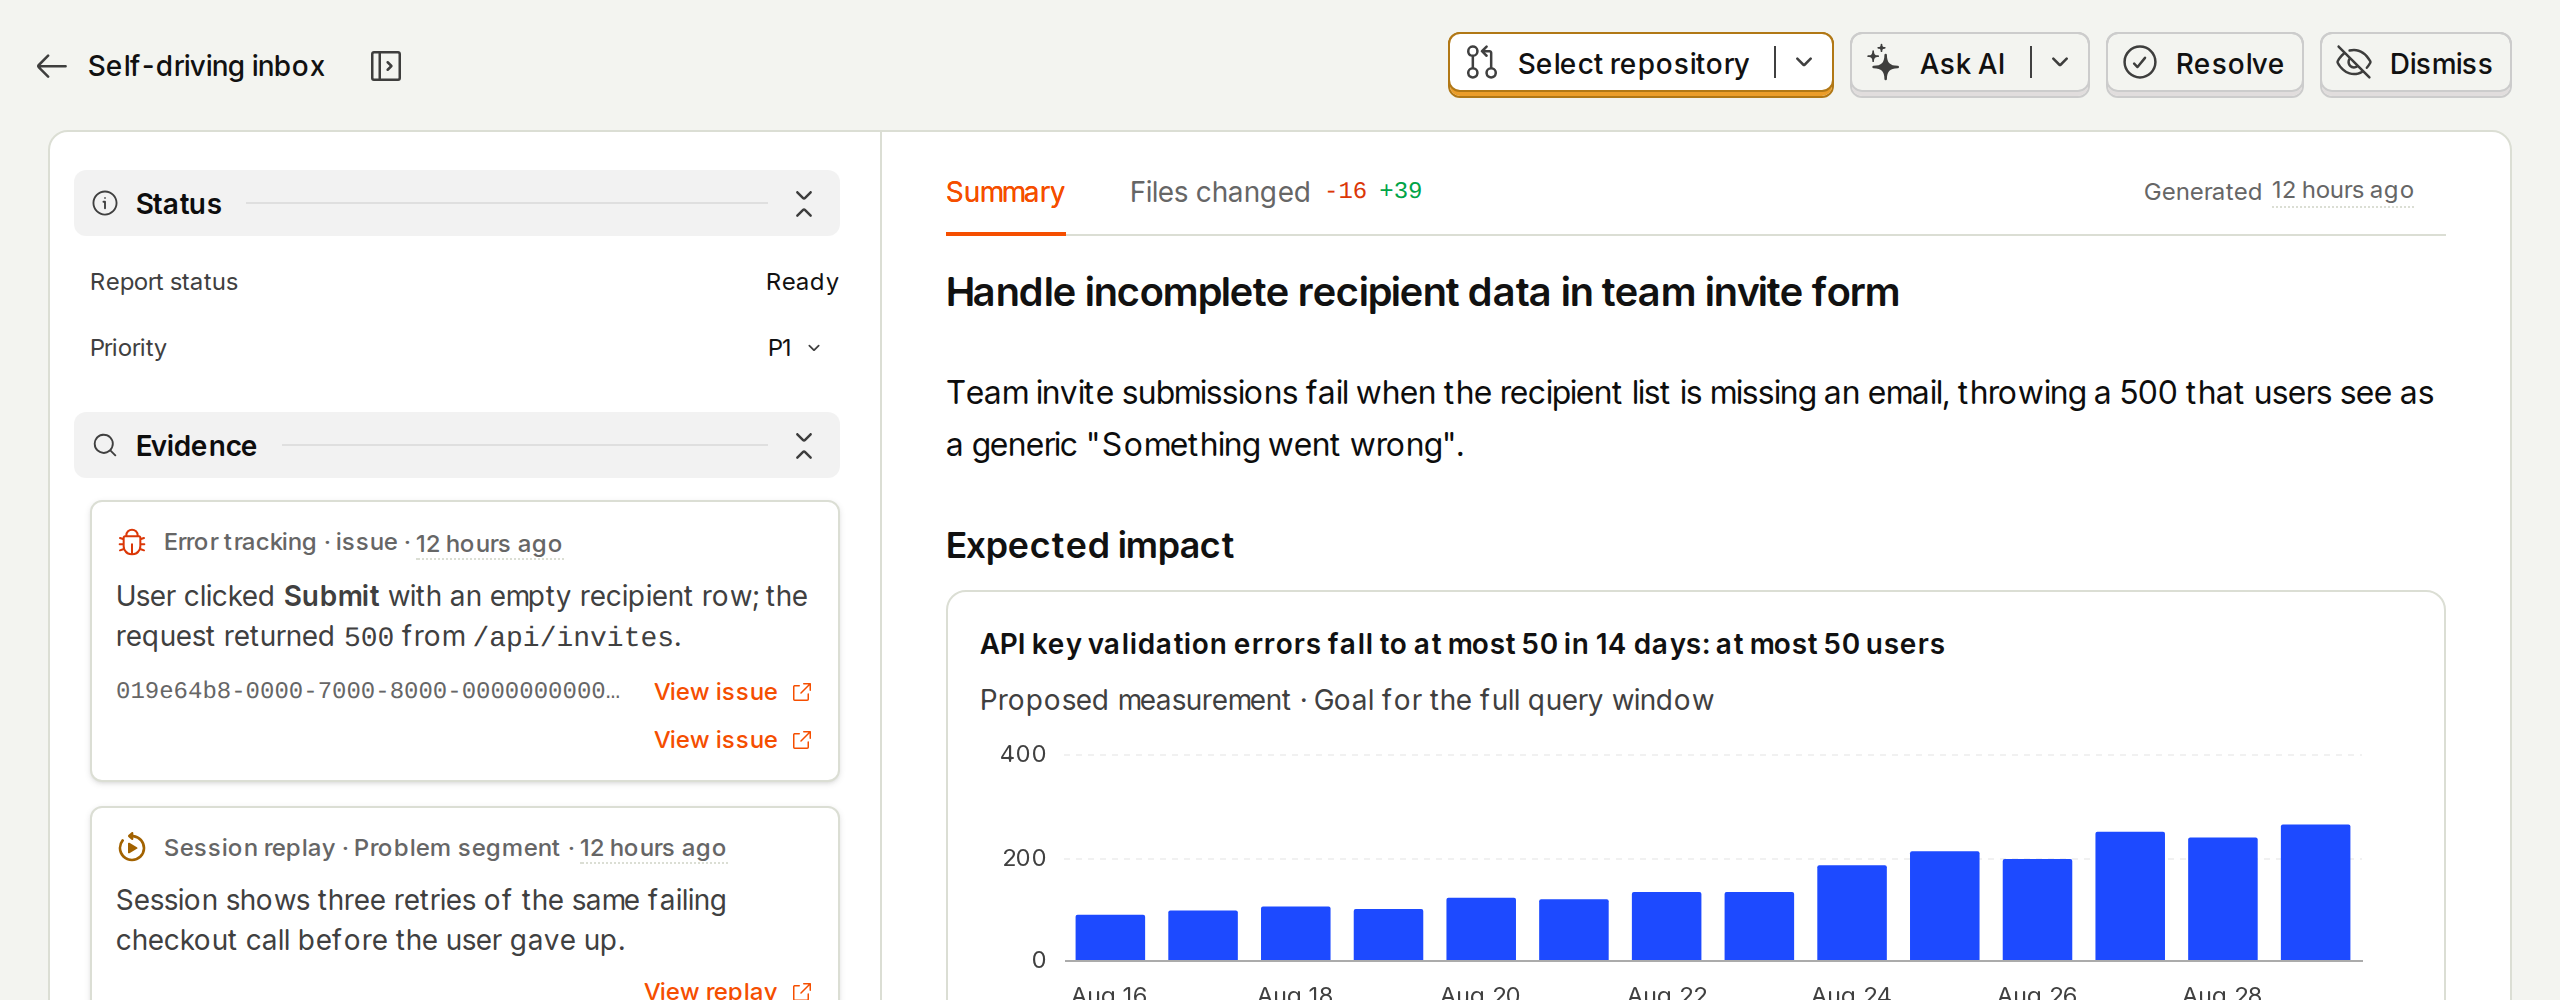 Self-driving inbox
Select repository
Ask AI
Resolve
Dismiss
Status
Report status
Ready
Priority
P1
Evidence
Error tracking · issue · 12 hours ago
User clicked Submit with an empty recipient row; the
request returned 500 from /api/invites.
019e64b8-0000-7000-8000-0000000000…
View issue
View issue
Session replay · Problem segment · 12 hours ago
Session shows three retries of the same failing
checkout call before the user gave up.
View replay
Summary
Files changed -16 +39
Generated 12 hours ago
Handle incomplete recipient data in team invite form
Team invite submissions fail when the recipient list is missing an email, throwing a 500 that users see as
a generic "Something went wrong".
Expected impact
API key validation errors fall to at most 50 in 14 days: at most 50 users
Proposed measurement · Goal for the full query window
400
200
0
Aug 16
Aug 18
Aug 20
Aug 22
Aug 24
Aug 26
Aug 28